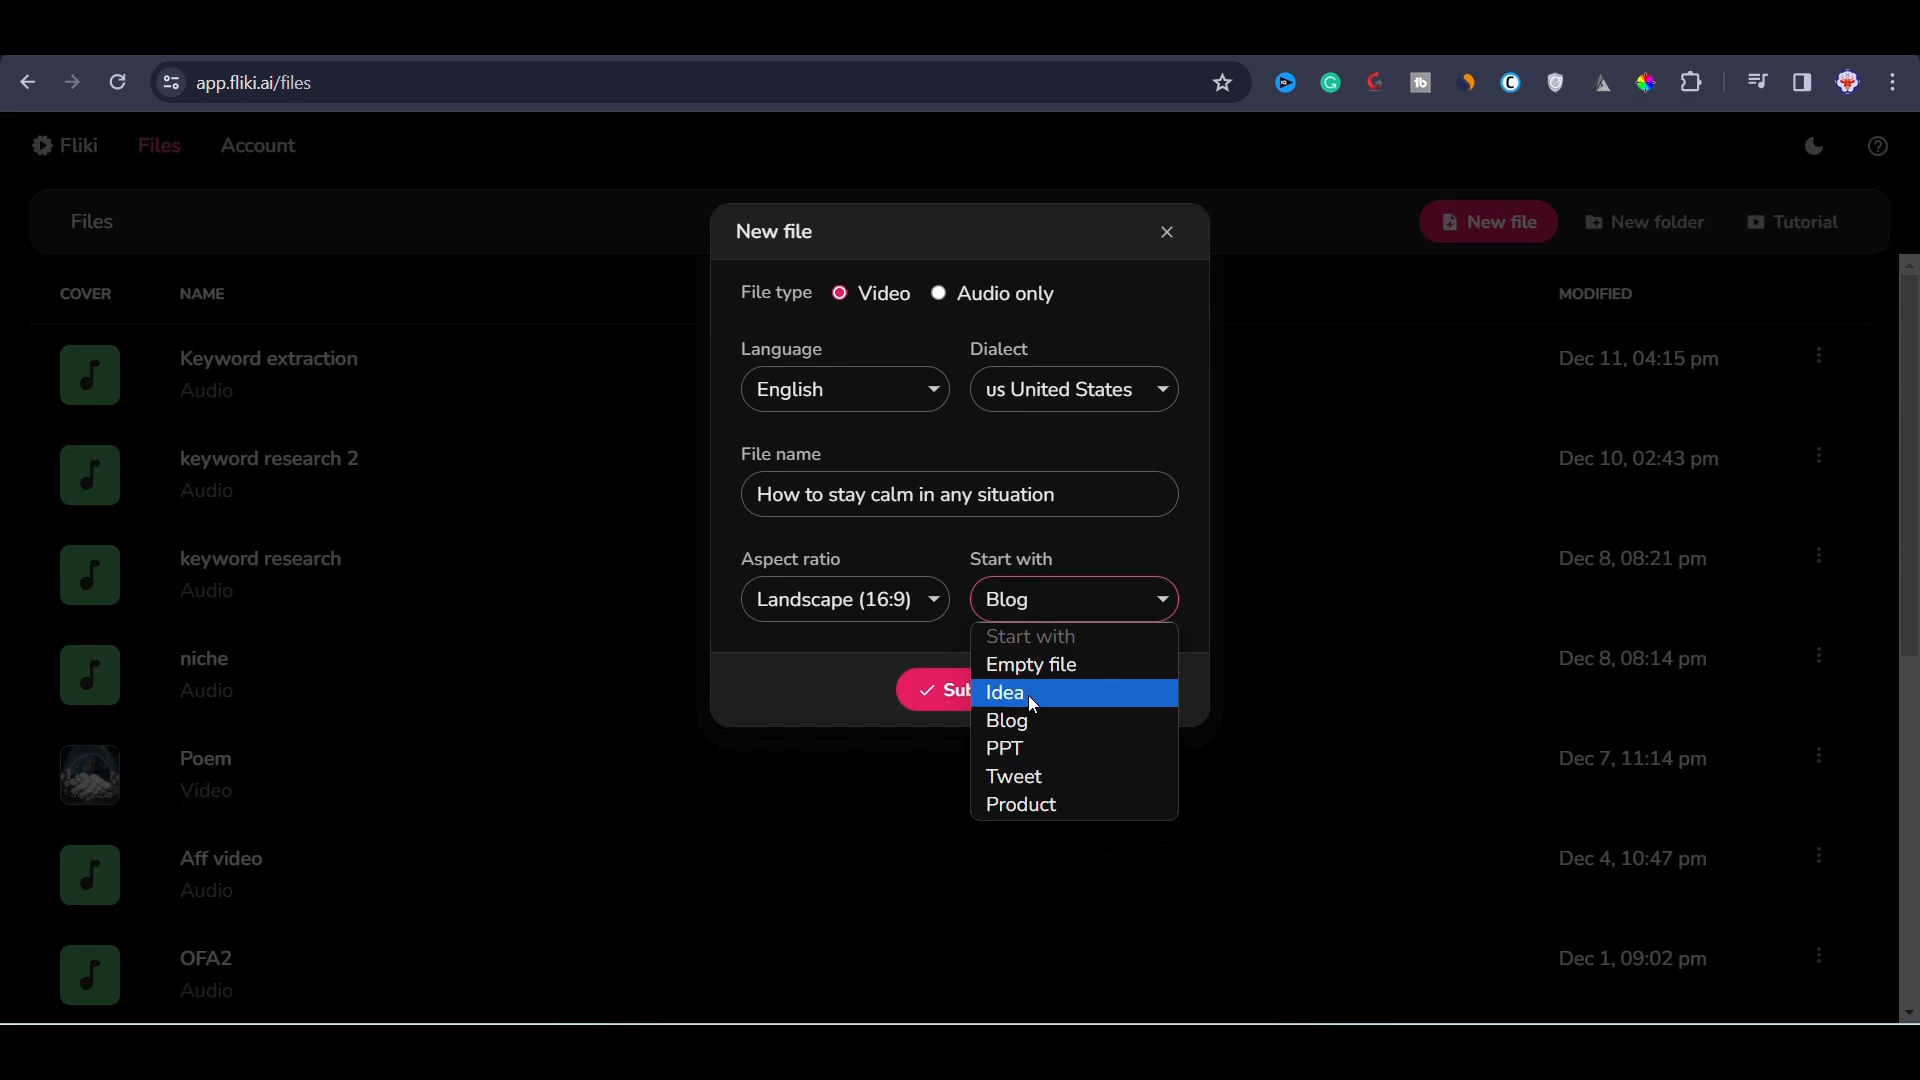 app.fliki.ai/files
Fliki Files Account
Files New file New folder Tutorial
COVER NAME MODIFIED
Keyword extraction Dec 11, 04:15 pm
Audio
keyword research 2 Dec 10, 02:43 pm
Audio
keyword research Dec 8, 08:21 pm
Audio
niche Dec 8, 08:14 pm
Audio
Poem Dec 7, 11:14 pm
Video
Aff video Dec 4, 10:47 pm
Audio
OFA2 Dec 1, 09:02 pm
Audio
New file
File type Video Audio only
Language Dialect
English us United States
File name
How to stay calm in any situation
Aspect ratio Start with
Landscape (16:9) Blog
Start with
Empty file
Idea
Blog
PPT
Tweet
Product